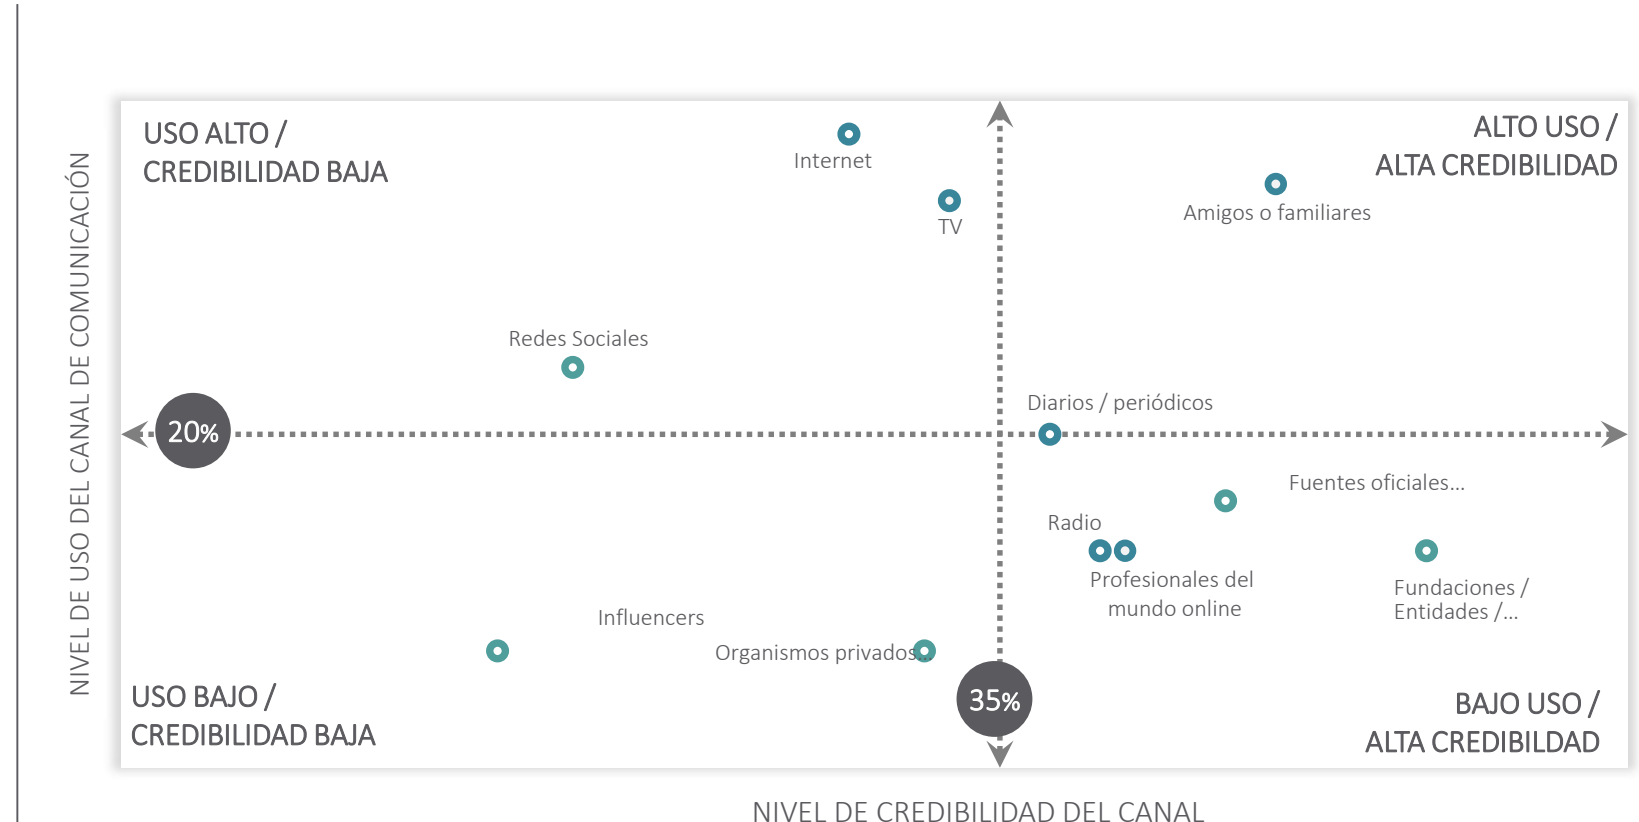 NIVEL DE USO DEL CANAL DE COMUNICACIÓN
USO ALTO /
CREDIBILIDAD BAJA
ALTO USO /
ALTA CREDIBILIDAD
Internet
TV
Amigos o familiares
Redes Sociales
Diarios / periódicos
20%
Fuentes oficiales...
Radio
Profesionales del
mundo online
Fundaciones /
Entidades /...
Influencers
Organismos privados...
USO BAJO /
CREDIBILIDAD BAJA
35%
BAJO USO /
ALTA CREDIBILDAD
NIVEL DE CREDIBILIDAD DEL CANAL